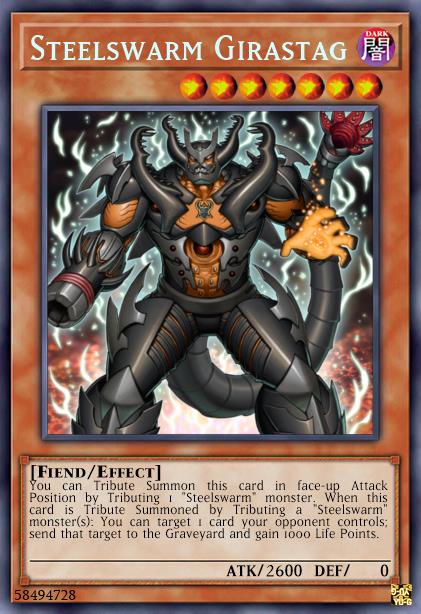 Steelswarm Girastag
DARK
闇
[Fiend/Effect]
You can Tribute Summon this card in face-up Attack
Position by Tributing 1 "Steelswarm" monster. When this
card is Tribute Summoned by Tributing a "Steelswarm"
monster(s): You can target 1 card your opponent controls;
send that target to the Graveyard and gain 1000 Life Points.
ATK/2600 DEF/ 0
58494728